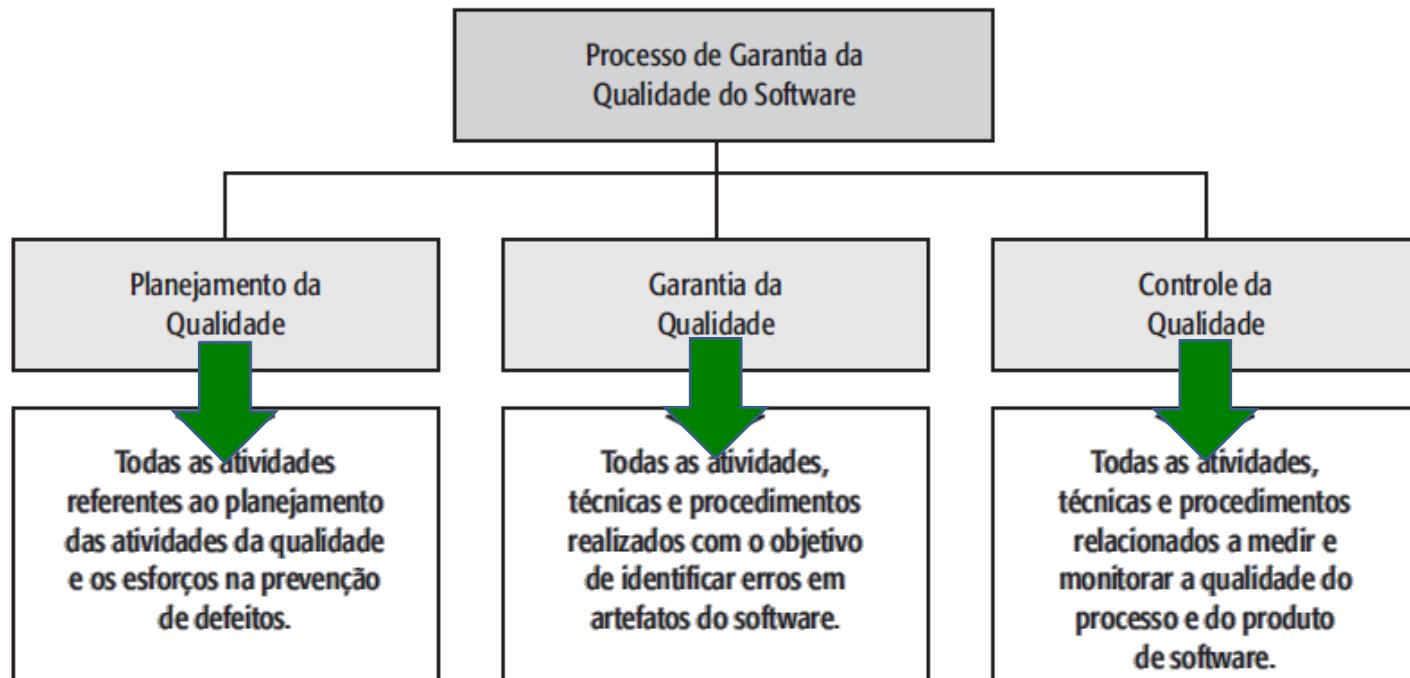 Processo de Garantia da
Qualidade do Software
Planejamento da
Qualidade
Garantia da
Qualidade
Controle da
Qualidade
Todas as atividades
referentes ao planejamento
das atividades da qualidade
e os esforços na prevenção
de defeitos.
Todas as atividades,
técnicas e procedimentos
realizados com o objetivo
de identificar erros em
artefatos do software.
Todas as atividades,
técnicas e procedimentos
relacionados a medir e
monitorar a qualidade do
processo e do produto
de software.